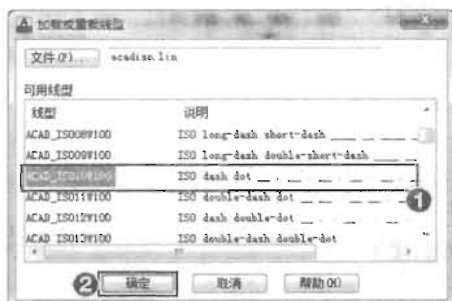 加载或重载线型
文件(F)... acadiso.lin
可用线型
线型 说明
ACAD_ISO08W100 ISO long-dash short-dash
ACAD_ISO09W100 ISO long-dash double-short-dash
ACAD_ISO10W100 ISO dash dot
ACAD_ISO11W100 ISO double-dash dot
ACAD_ISO12W100 ISO dash double-dot
ACAD_ISO13W100 ISO double-dash double-dot
1
2 确定 取消 帮助(H)